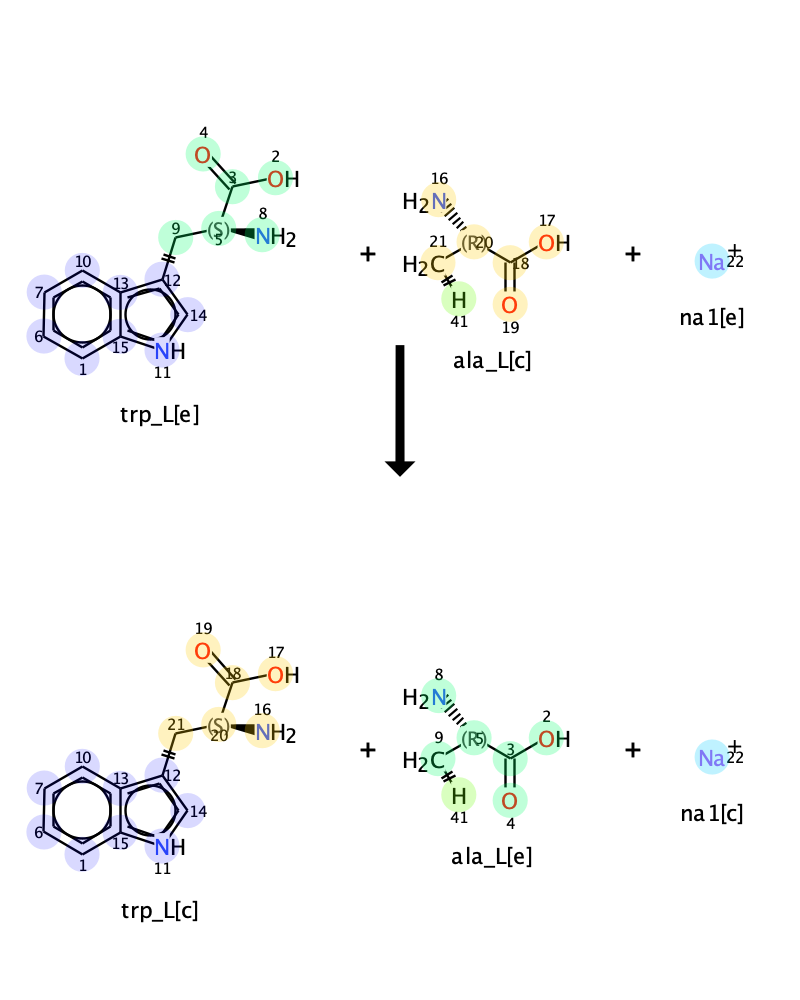 4
2
O
3
OH
8
9
(S)
5
NH2
10
12
7
13
14
6
15
NH
1
11
trp_L[e]
+
16
H2N
17
21
(R)
20
OH
H2C
18
H
O
41
19
ala_L[c]
+
Na+
22
na1[e]
19
17
O
18
OH
16
21
(S)
20
NH2
10
12
7
13
14
6
15
NH
1
11
trp_L[c]
+
8
H2N
2
9
(R)
5
3
OH
H2C
H
O
41
4
ala_L[e]
+
Na+
22
na1[c]